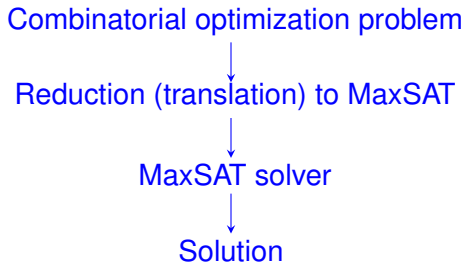 Combinatorial optimization problem
Reduction (translation) to MaxSAT
MaxSAT solver
Solution